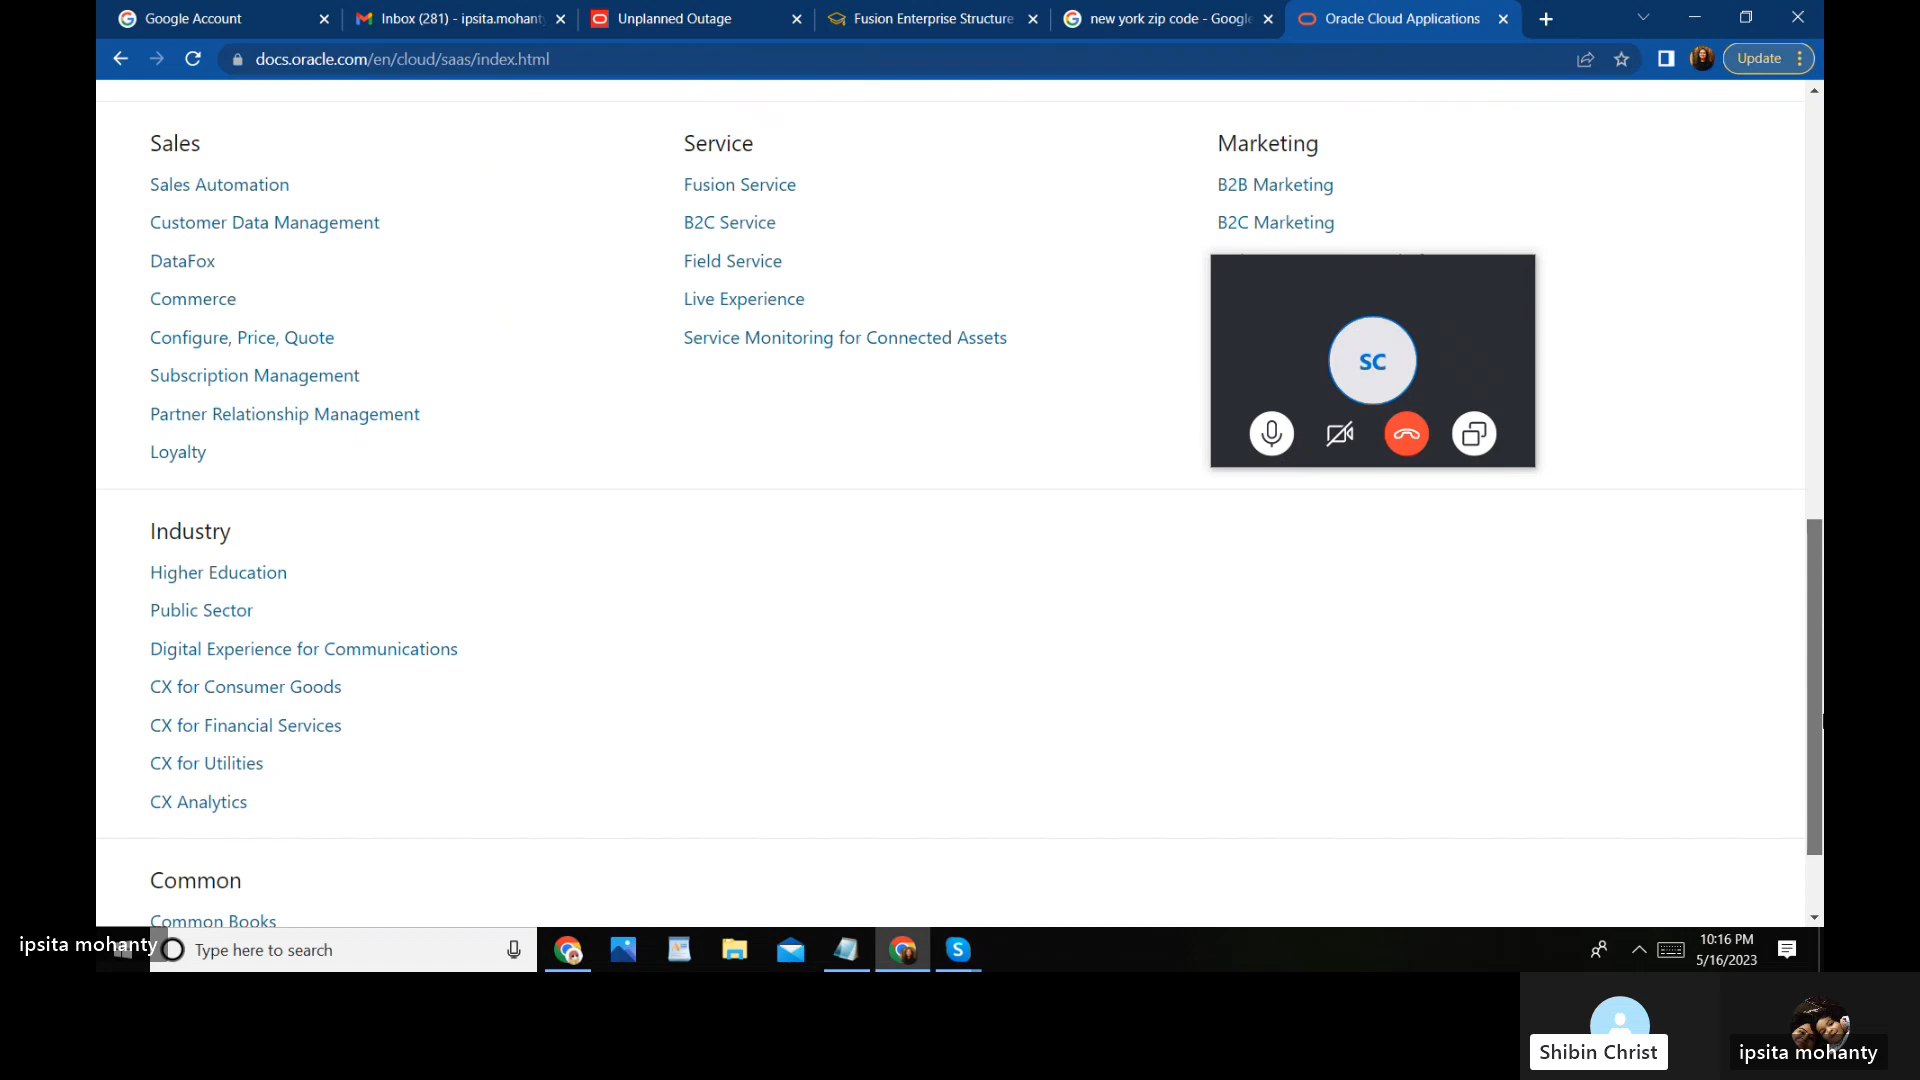 Google Account
Inbox (281) - ipsita.mohanty
Unplanned Outage
Fusion Enterprise Structure
new york zip code - Google
Oracle Cloud Applications
docs.oracle.com/en/cloud/saas/index.html
Update
Sales
Service
Marketing
Sales Automation
Fusion Service
B2B Marketing
Customer Data Management
B2C Service
B2C Marketing
DataFox
Field Service
Commerce
Live Experience
Configure, Price, Quote
Service Monitoring for Connected Assets
SC
Subscription Management
Partner Relationship Management
Loyalty
Industry
Higher Education
Public Sector
Digital Experience for Communications
CX for Consumer Goods
CX for Financial Services
CX for Utilities
CX Analytics
Common
Common Books
ipsita mohanty
Type here to search
S
10:16 PM
5/16/2023
Shibin Christ
ipsita mohanty